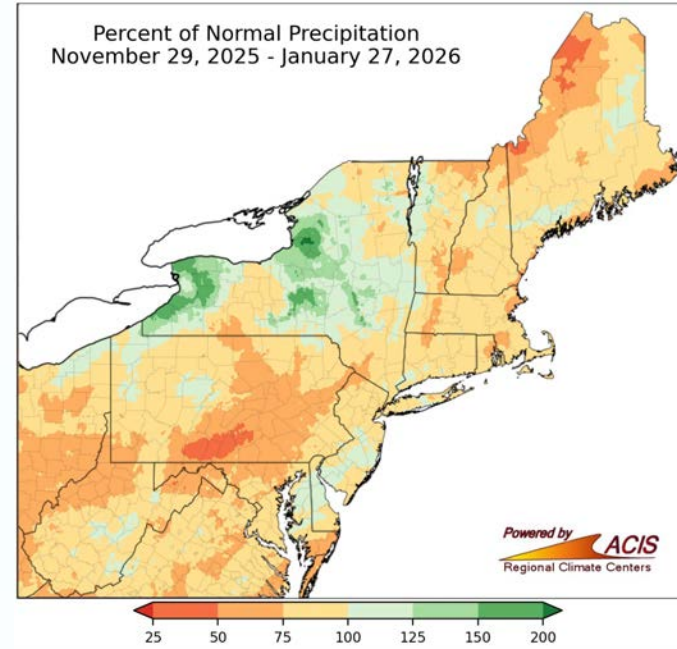 Percent of Normal Precipitation
November 29, 2025 - January 27, 2026
Powered by
ACIS
Regional Climate Centers
25 50 75 100 125 150 200